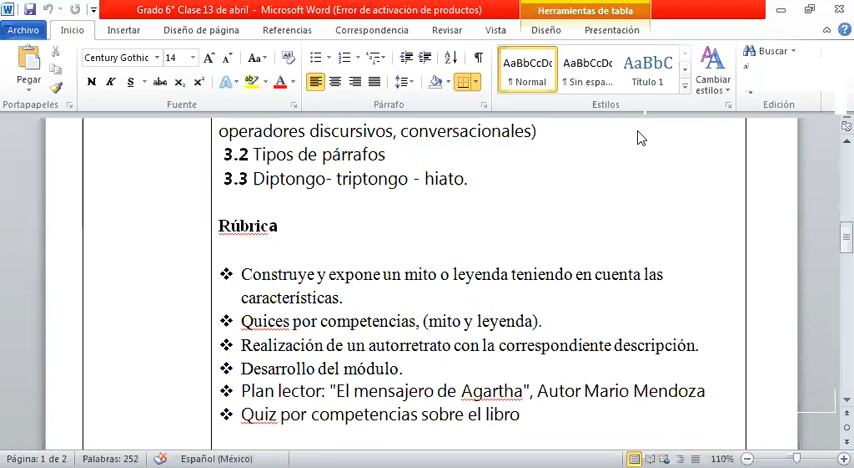 Grado 6° Clase 13 de abril - Microsoft Word (Error de activación de productos)
Herramientas de tabla
Archivo Inicio Insertar Diseño de página Referencias Correspondencia Revisar Vista Diseño Presentación
Pegar
Century Gothic 14
AaBbCcDc AaBbCcDc AaBbC
¶ Normal ¶ Sin espa... Título 1
Cambiar estilos
Buscar
Portapapeles Fuente Párrafo Estilos Edición
operadores discursivos, conversacionales)
3.2 Tipos de párrafos
3.3 Diptongo- triptongo - hiato.
Rúbrica
❖ Construye y expone un mito o leyenda teniendo en cuenta las
características.
❖ Quices por competencias, (mito y leyenda).
❖ Realización de un autorretrato con la correspondiente descripción.
❖ Desarrollo del módulo.
❖ Plan lector: "El mensajero de Agartha", Autor Mario Mendoza
❖ Quiz por competencias sobre el libro
Página: 1 de 2 Palabras: 252 Español (México) 110%